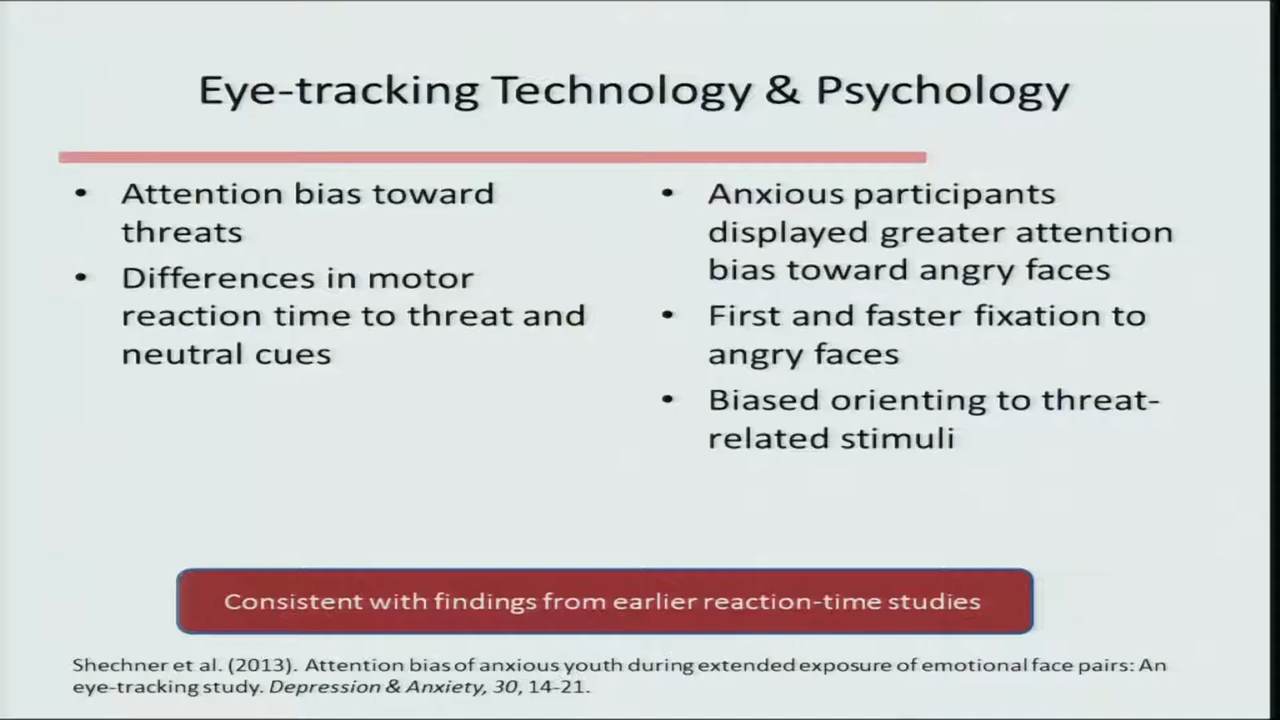 Eye-tracking Technology & Psychology
• Attention bias toward
threats
• Differences in motor
reaction time to threat and
neutral cues
• Anxious participants
displayed greater attention
bias toward angry faces
• First and faster fixation to
angry faces
• Biased orienting to threat-
related stimuli
Consistent with findings from earlier reaction-time studies
Shechner et al. (2013). Attention bias of anxious youth during extended exposure of emotional face pairs: An
eye-tracking study. Depression & Anxiety, 30, 14-21.